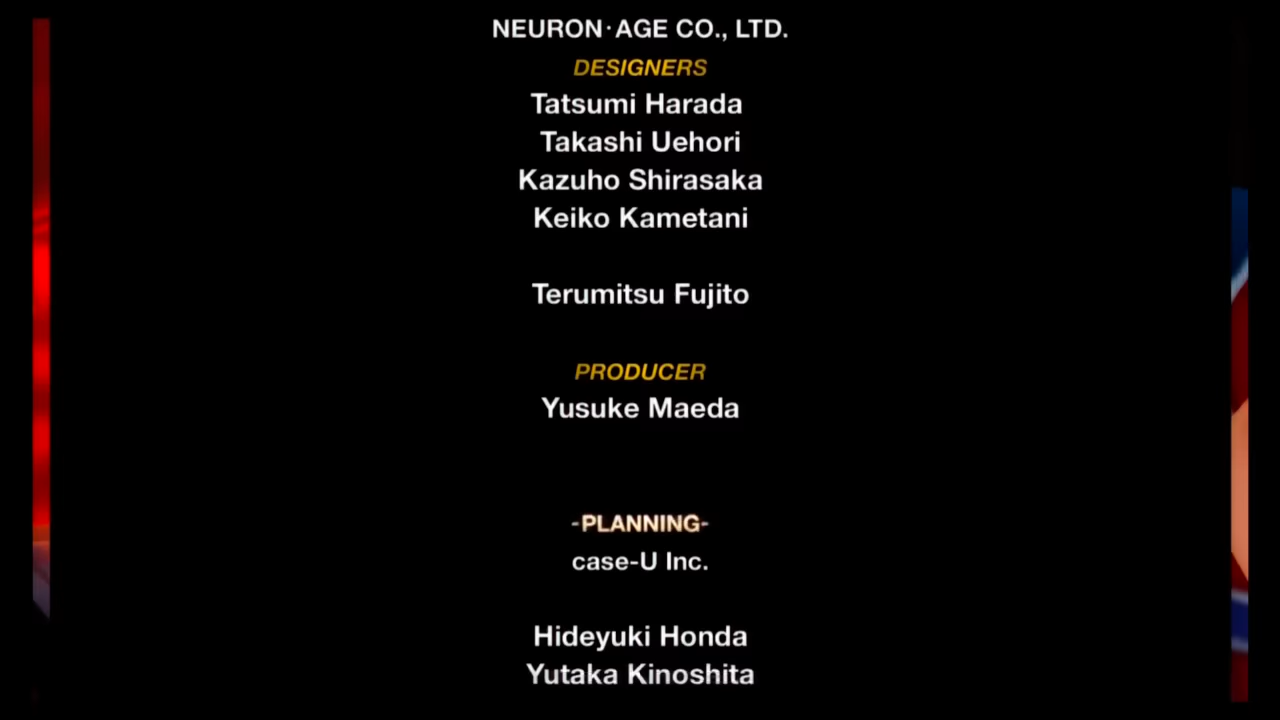 NEURON·AGE CO., LTD.
DESIGNERS
Tatsumi Harada
Takashi Uehori
Kazuho Shirasaka
Keiko Kametani
Terumitsu Fujito
PRODUCER
Yusuke Maeda
-PLANNING-
case-U Inc.
Hideyuki Honda
Yutaka Kinoshita